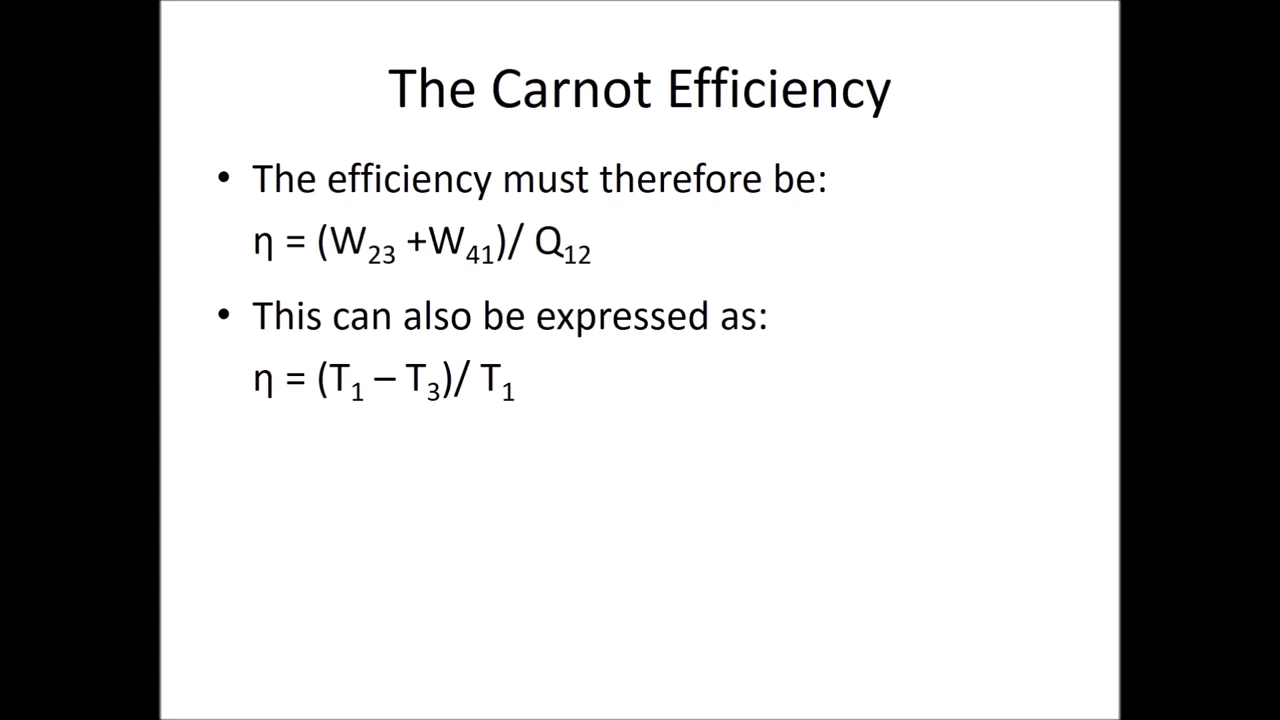 The Carnot Efficiency
• The efficiency must therefore be:
η = (W₂₃ +W₄₁)/ Q₁₂
• This can also be expressed as:
η = (T₁ – T₃)/ T₁